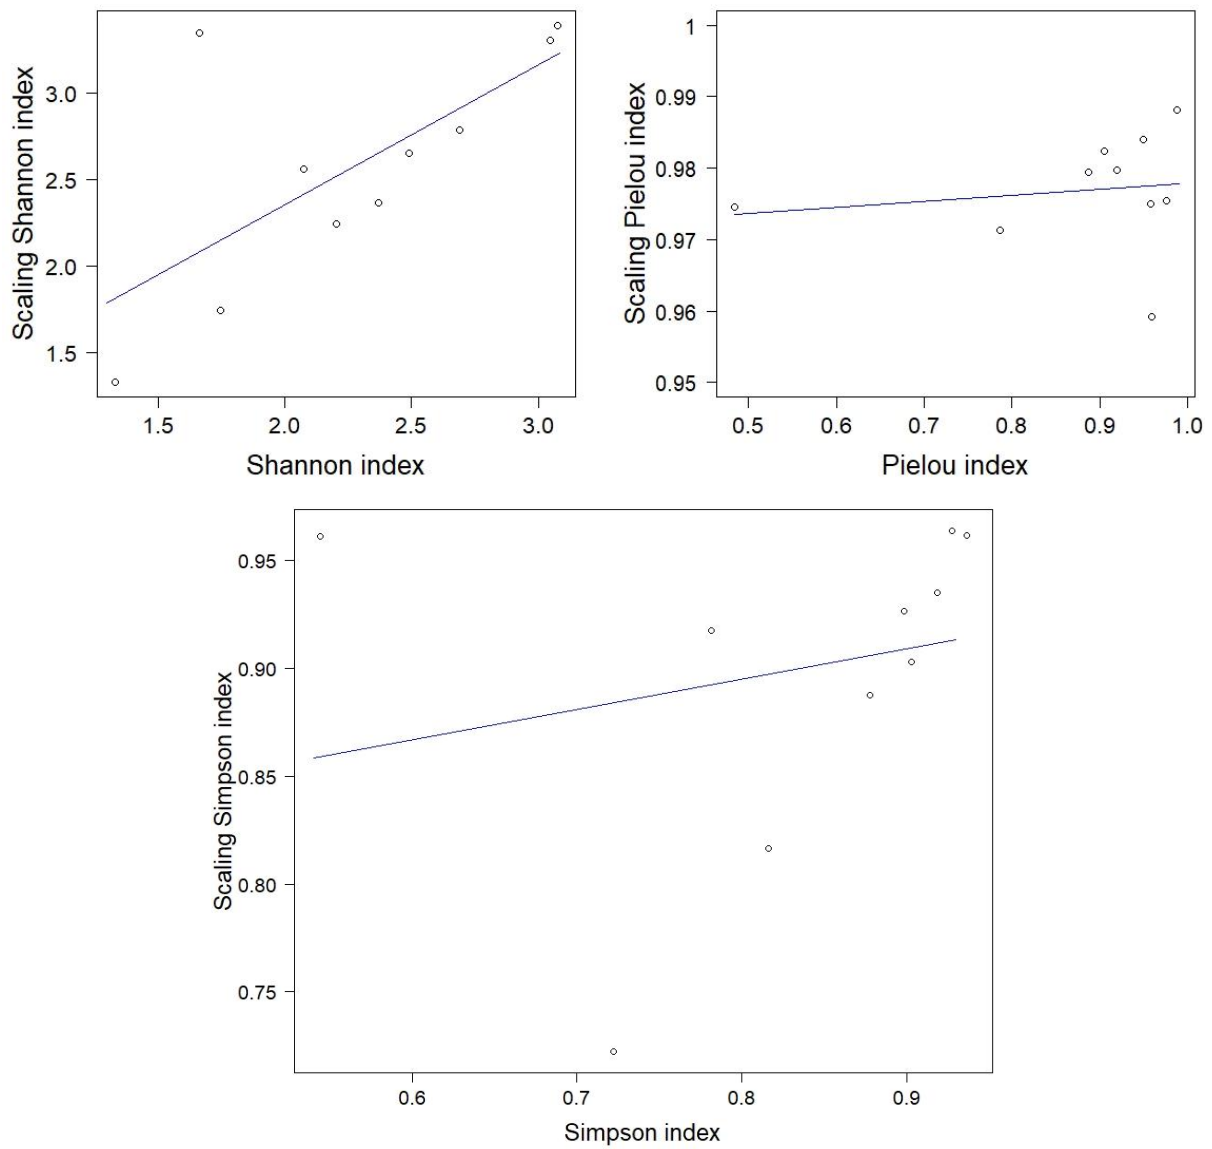 Scaling Shannon index
3.0
2.5
2.0
1.5
1.5 2.0 2.5 3.0
Shannon index
Scaling Pielou index
1
0.99
0.98
0.97
0.96
0.95
0.5 0.6 0.7 0.8 0.9 1.0
Pielou index
Scaling Simpson index
0.95
0.90
0.85
0.80
0.75
0.6 0.7 0.8 0.9
Simpson index